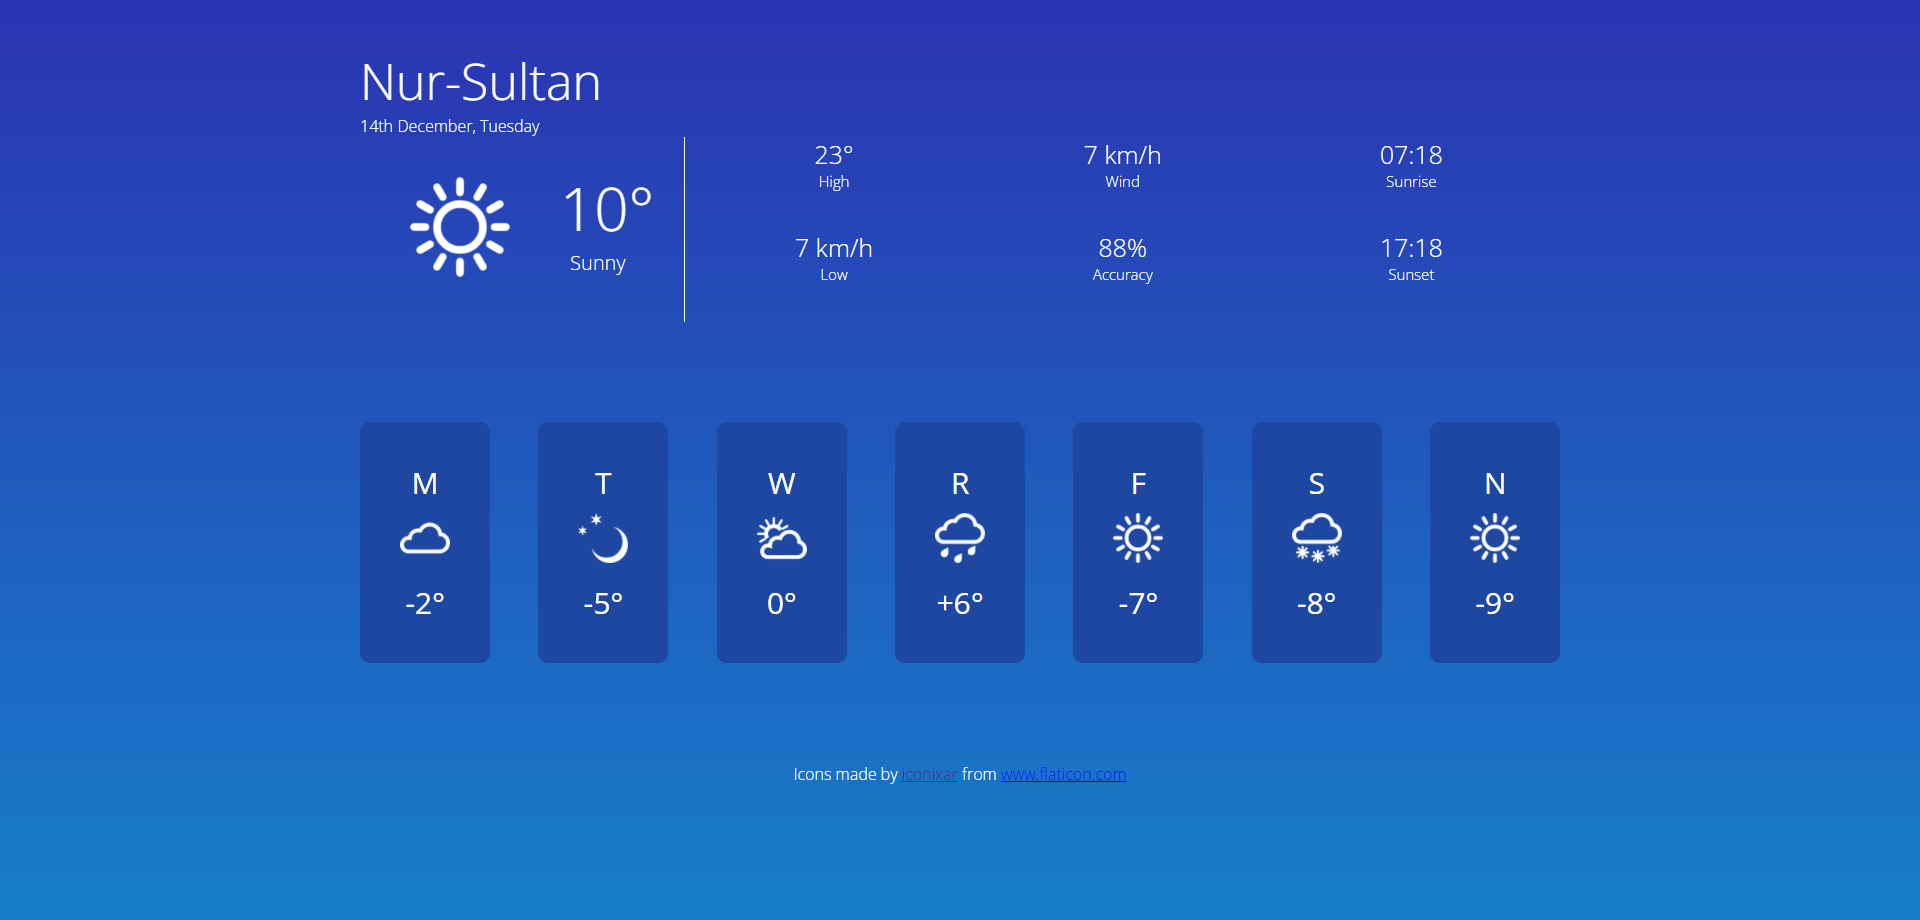 Nur-Sultan
14th December, Tuesday
10°
Sunny
23°
High
7 km/h
Wind
07:18
Sunrise
7 km/h
Low
88%
Accuracy
17:18
Sunset
M
-2°
T
-5°
W
0°
R
+6°
F
-7°
S
-8°
N
-9°
Icons made by iconixar from www.flaticon.com